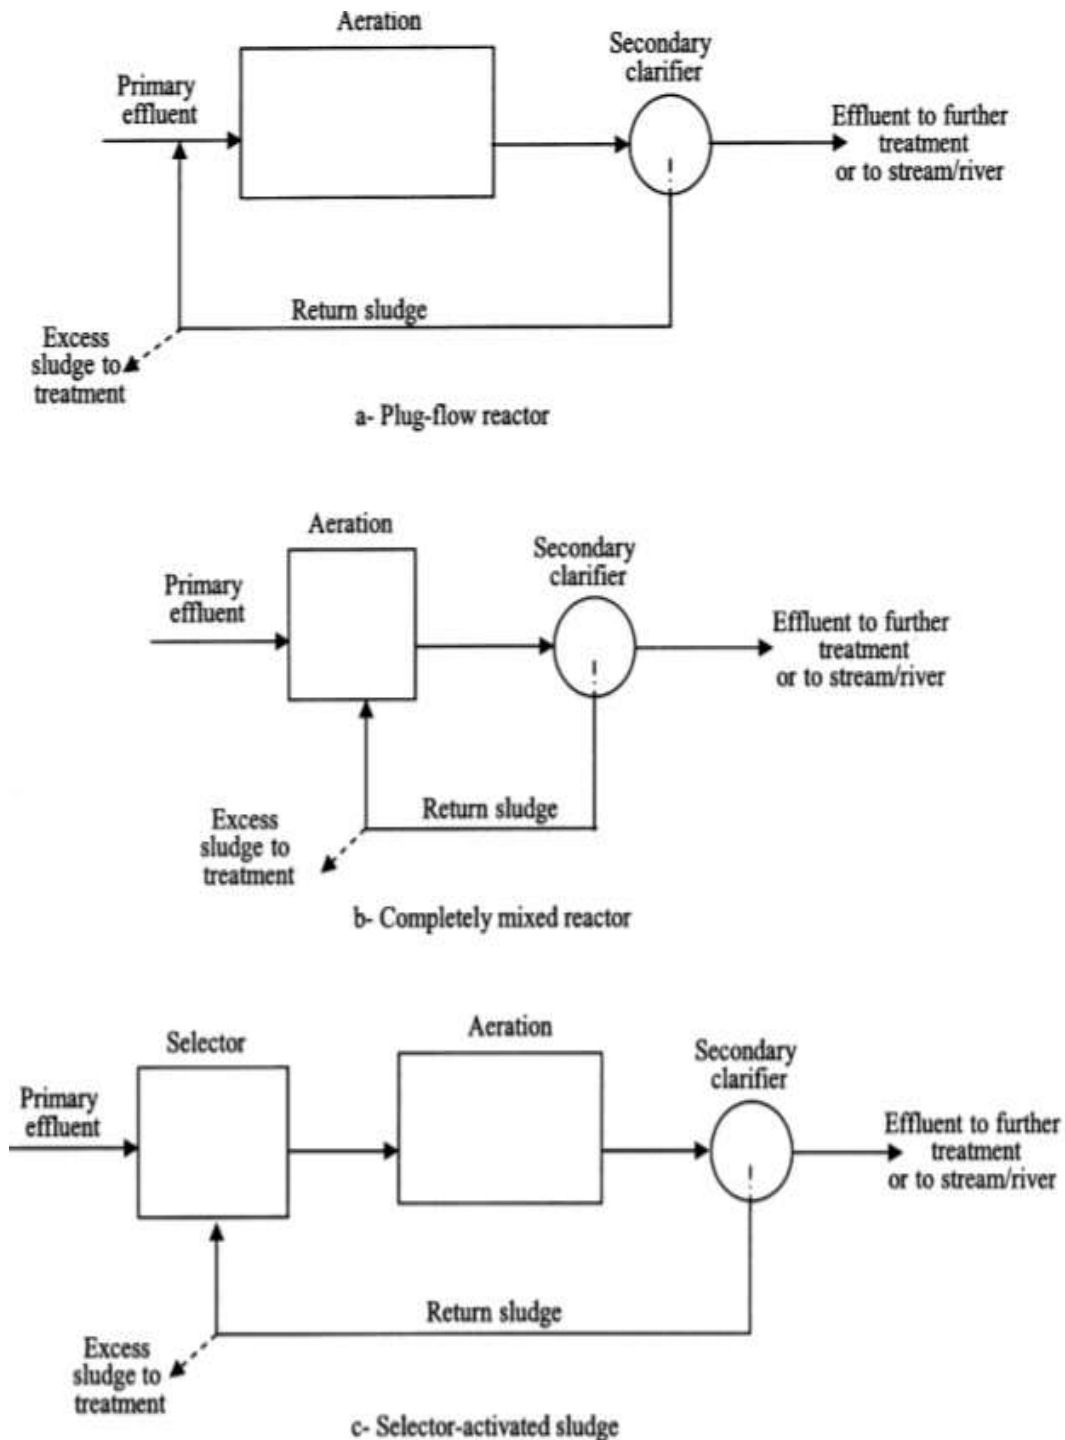 Aeration
Secondary
clarifier
Primary
effluent
Effluent to further
treatment
or to stream/river
Return sludge
Excess
sludge to
treatment
a- Plug-flow reactor
Aeration
Secondary
clarifier
Primary
effluent
Effluent to further
treatment
or to stream/river
Return sludge
Excess
sludge to
treatment
b- Completely mixed reactor
Selector
Aeration
Secondary
clarifier
Primary
effluent
Effluent to further
treatment
or to stream/river
Return sludge
Excess
sludge to
treatment
c- Selector-activated sludge